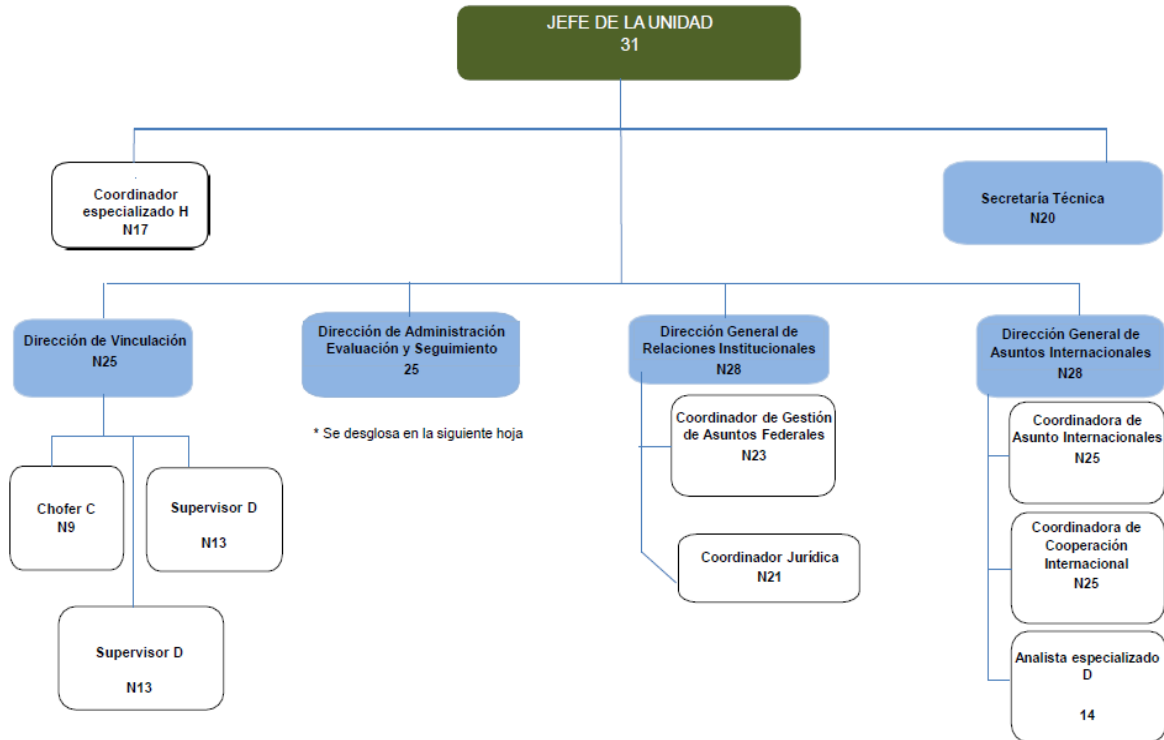 JEFE DE LA UNIDAD
31
Coordinador
especializado H
N17
Secretaría Técnica
N20
Dirección de Vinculación
N25
Dirección de Administración
Evaluación y Seguimiento
25
Dirección General de
Relaciones Institucionales
N28
Dirección General de
Asuntos Internacionales
N28
* Se desglosa en la siguiente hoja
Chofer C
N9
Supervisor D
N13
Supervisor D
N13
Coordinador de Gestión
de Asuntos Federales
N23
Coordinador Jurídica
N21
Coordinadora de
Asunto Internacionales
N25
Coordinadora de
Cooperación
Internacional
N25
Analista especializado
D
14